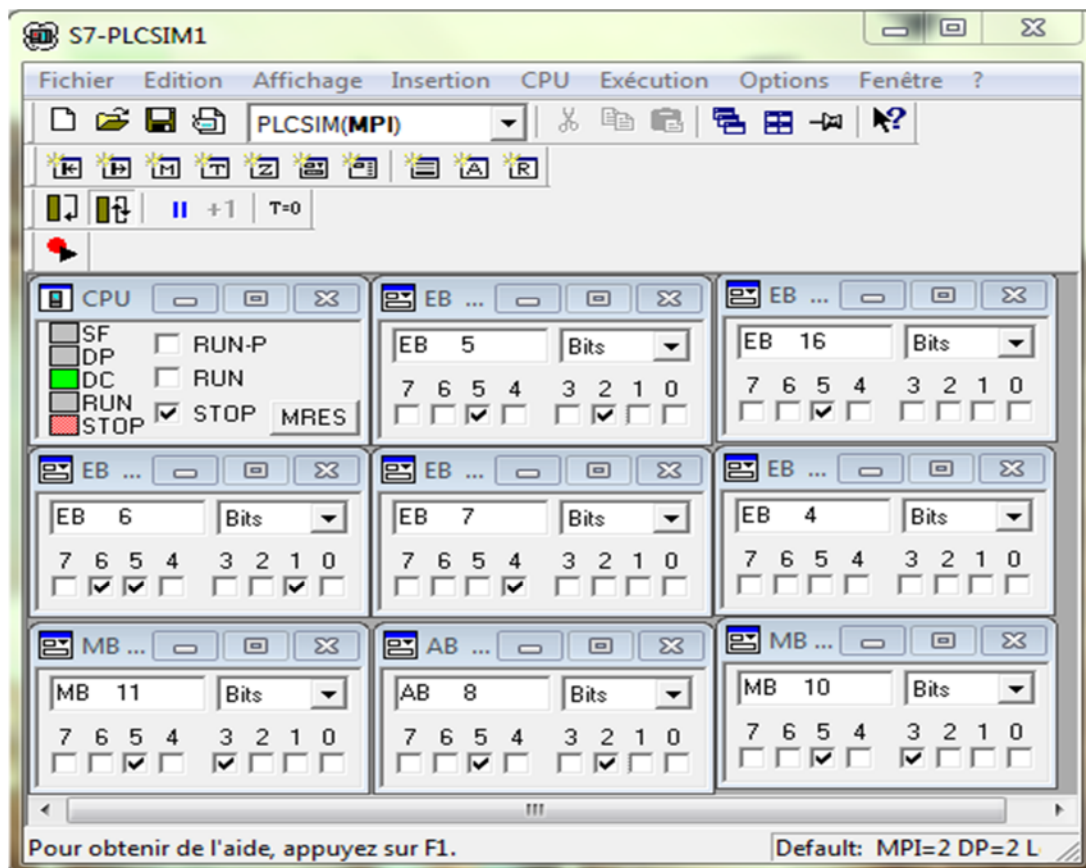 S7-PLCSIM1
Fichier Edition Affichage Insertion CPU Exécution Options Fenêtre ?
PLCSIM(MPI)
+1 T=0
CPU
SF
DP
DC
RUN
STOP
RUN-P
RUN
STOP
MRES
EB ...
EB 5 Bits
7 6 5 4 3 2 1 0
EB ...
EB 16 Bits
7 6 5 4 3 2 1 0
EB ...
EB 6 Bits
7 6 5 4 3 2 1 0
EB ...
EB 7 Bits
7 6 5 4 3 2 1 0
EB ...
EB 4 Bits
7 6 5 4 3 2 1 0
MB ...
MB 11 Bits
7 6 5 4 3 2 1 0
AB ...
AB 8 Bits
7 6 5 4 3 2 1 0
MB ...
MB 10 Bits
7 6 5 4 3 2 1 0
Pour obtenir de l'aide, appuyez sur F1.
Default: MPI=2 DP=2 L